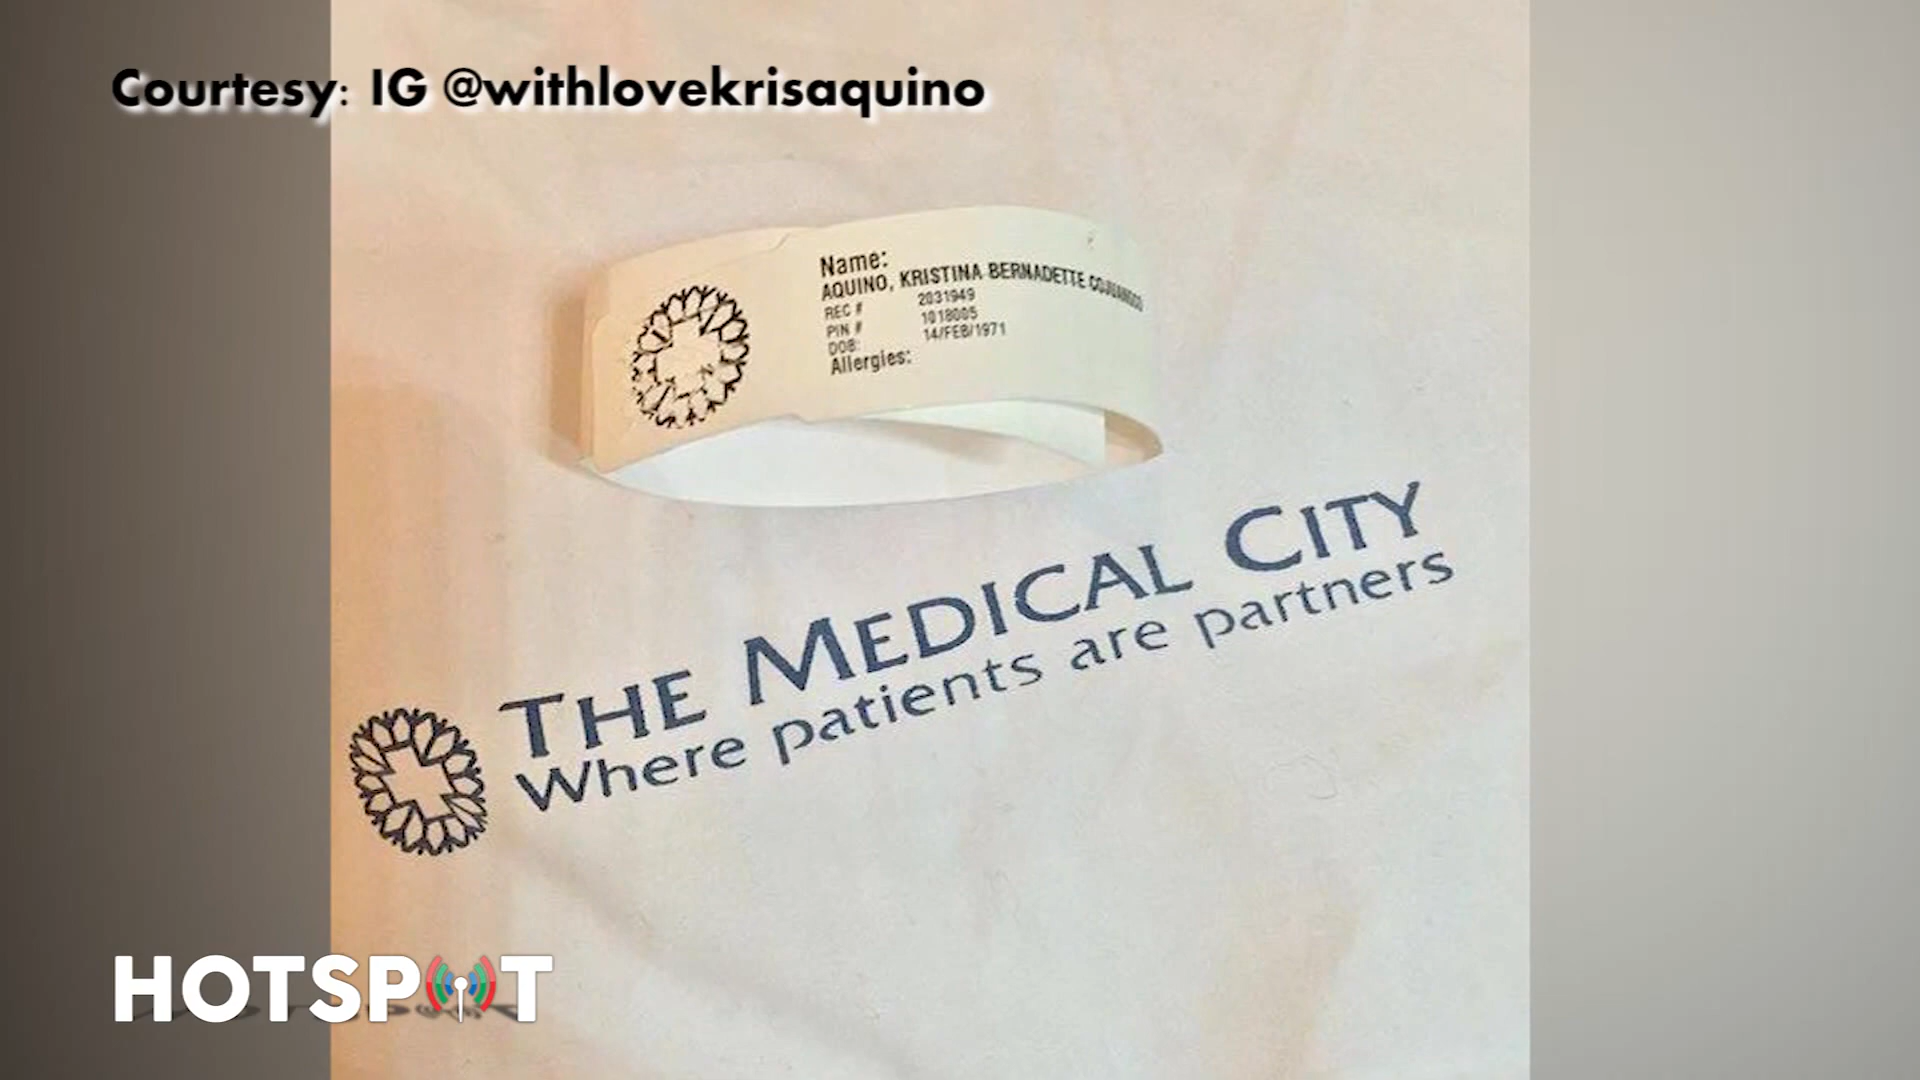 Courtesy: IG @withlovekrisaquino
Name:
AQUINO, KRISTINA BERNADETTE COJUANGCO
REC # 2031949
PIN # 1018005
DOB: 14/FEB/1971
Allergies:
THE MEDICAL CITY
Where patients are partners
HOTSPOT